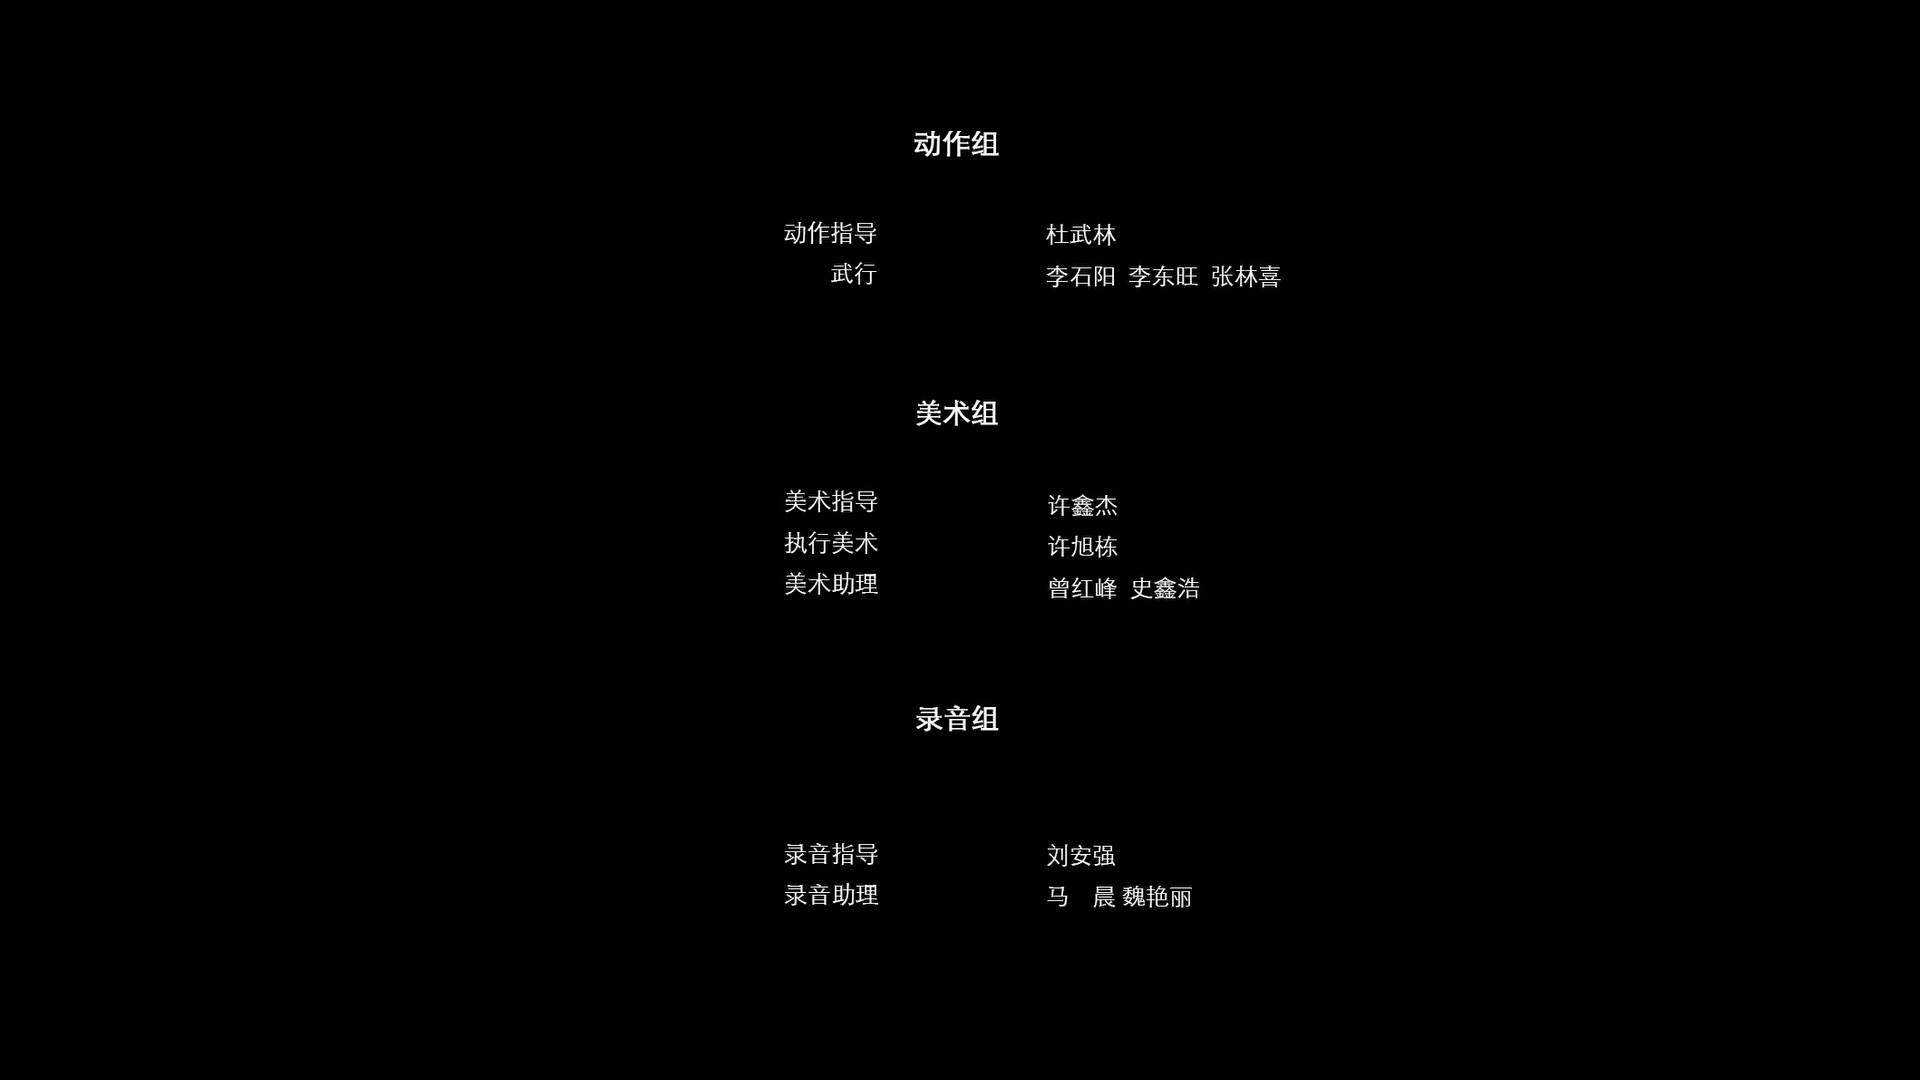 动作组
动作指导 杜武林
武行 李石阳 李东旺 张林喜
美术组
美术指导 许鑫杰
执行美术 许旭栋
美术助理 曾红峰 史鑫浩
录音组
录音指导 刘安强
录音助理 马 晨 魏艳丽